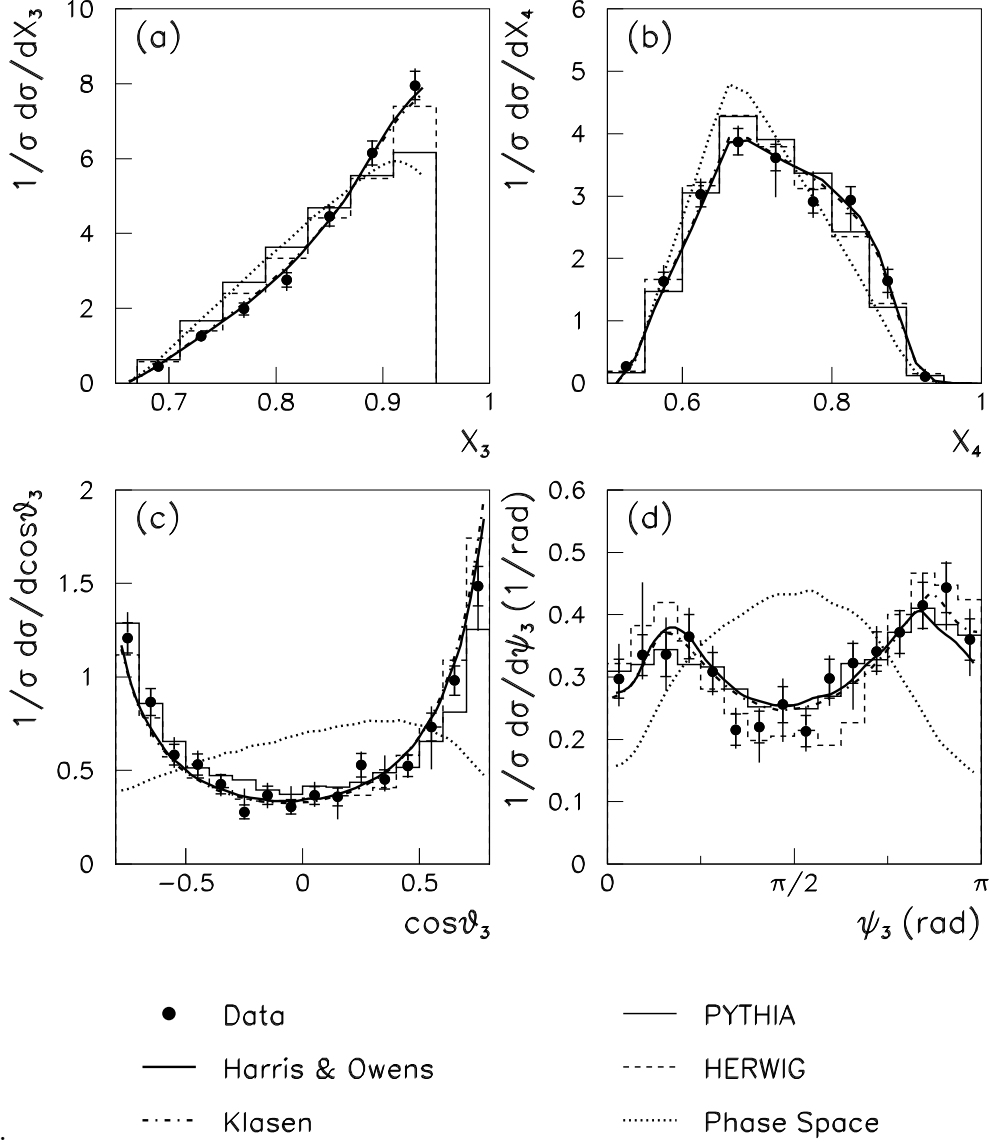 (a)
1/σ dσ/dX₃
10
8
6
4
2
0
0.7 0.8 0.9 1
X₃
(b)
1/σ dσ/dX₄
6
5
4
3
2
1
0
0.6 0.8 1
X₄
(c)
1/σ dσ/dcosϑ₃
2
1.5
1
0.5
0
−0.5 0 0.5
cosϑ₃
(d)
1/σ dσ/dψ₃ (1/rad)
0.6
0.5
0.4
0.3
0.2
0.1
0
0 π/2 π
ψ₃ (rad)
Data
Harris & Owens
Klasen
PYTHIA
HERWIG
Phase Space
.